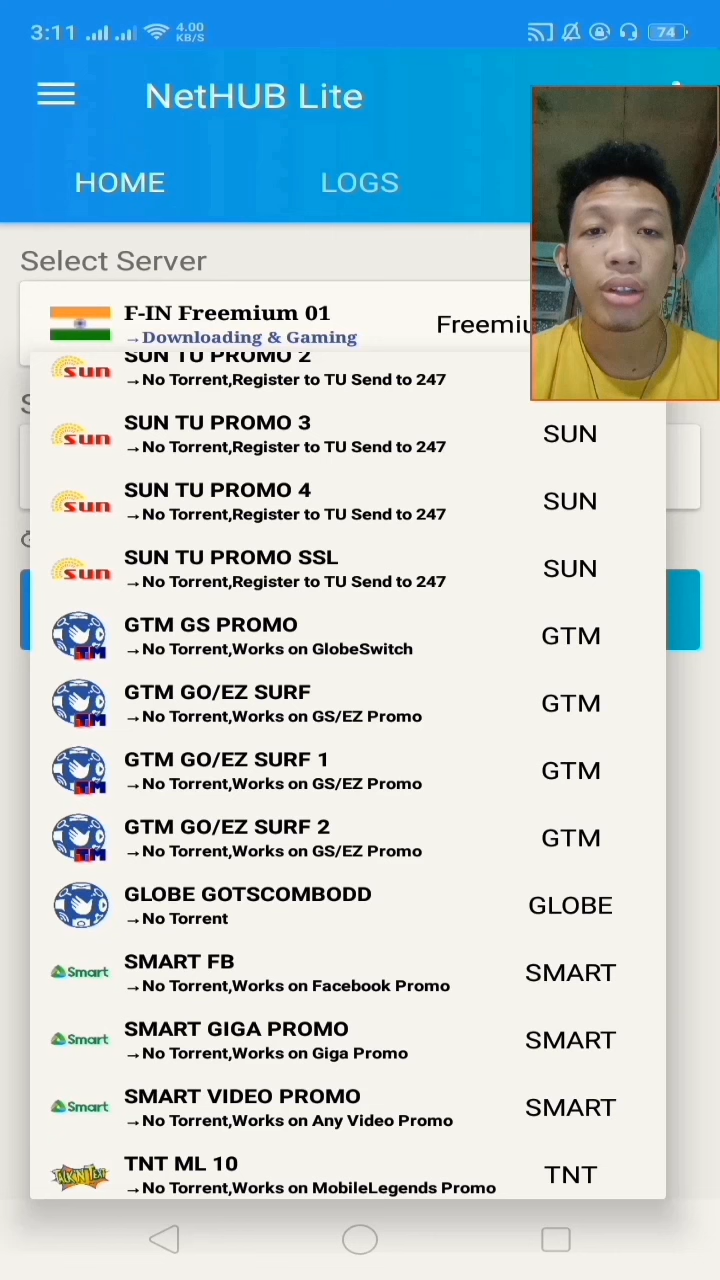 3:11 4.00 KB/S 74
NetHUB Lite
HOME LOGS
Select Server
F-IN Freemium 01
→Downloading & Gaming
Freemiu
SUN TU PROMO 2
→No Torrent,Register to TU Send to 247
SUN TU PROMO 3
→No Torrent,Register to TU Send to 247
SUN
SUN TU PROMO 4
→No Torrent,Register to TU Send to 247
SUN
SUN TU PROMO SSL
→No Torrent,Register to TU Send to 247
SUN
GTM GS PROMO
→No Torrent,Works on GlobeSwitch
GTM
GTM GO/EZ SURF
→No Torrent,Works on GS/EZ Promo
GTM
GTM GO/EZ SURF 1
→No Torrent,Works on GS/EZ Promo
GTM
GTM GO/EZ SURF 2
→No Torrent,Works on GS/EZ Promo
GTM
GLOBE GOTSCOMBODD
→No Torrent
GLOBE
SMART FB
→No Torrent,Works on Facebook Promo
SMART
SMART GIGA PROMO
→No Torrent,Works on Giga Promo
SMART
SMART VIDEO PROMO
→No Torrent,Works on Any Video Promo
SMART
TNT ML 10
→No Torrent,Works on MobileLegends Promo
TNT